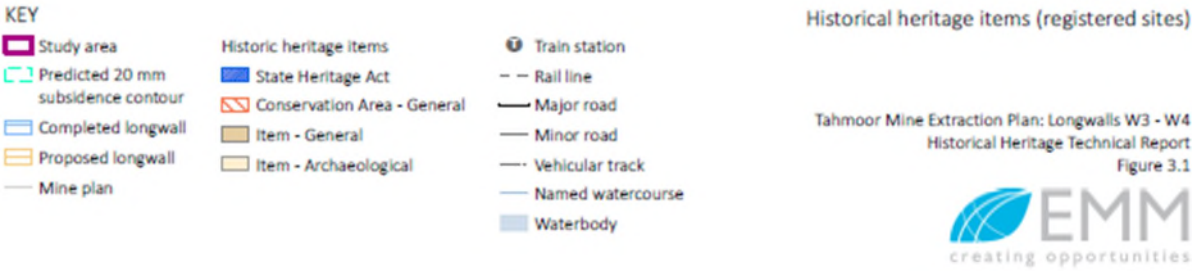 KEY
Study area
Predicted 20 mm
subsidence contour
Completed longwall
Proposed longwall
Mine plan
Historic heritage items
State Heritage Act
Conservation Area - General
Item - General
Item - Archaeological
T Train station
Rail line
Major road
Minor road
Vehicular track
Named watercourse
Waterbody
Historical heritage items (registered sites)
Tahmoor Mine Extraction Plan: Longwalls W3 - W4
Historical Heritage Technical Report
Figure 3.1
EMM
creating opportunities